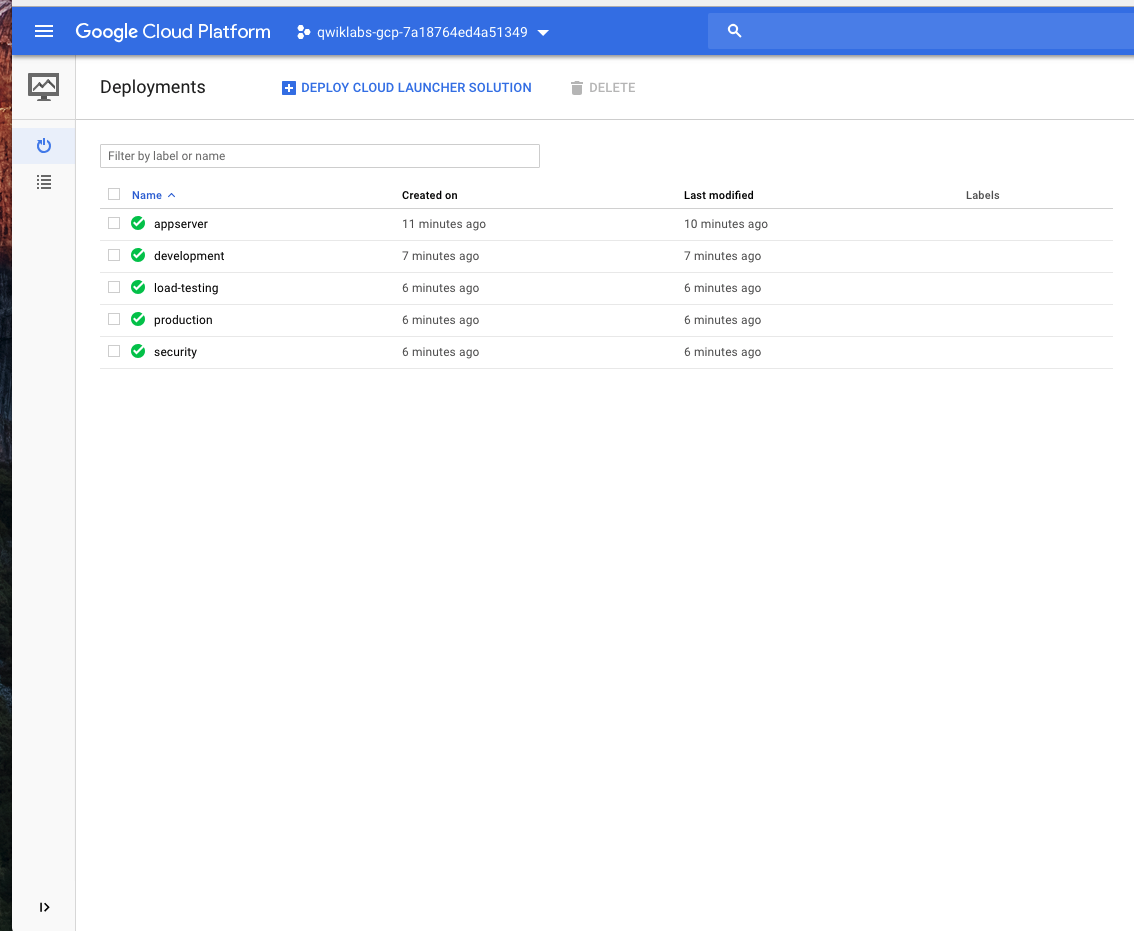 Google Cloud Platform qwiklabs-gcp-7a18764ed4a51349
Deployments DEPLOY CLOUD LAUNCHER SOLUTION DELETE
Filter by label or name
Name Created on Last modified Labels
appserver 11 minutes ago 10 minutes ago
development 7 minutes ago 7 minutes ago
load-testing 6 minutes ago 6 minutes ago
production 6 minutes ago 6 minutes ago
security 6 minutes ago 6 minutes ago